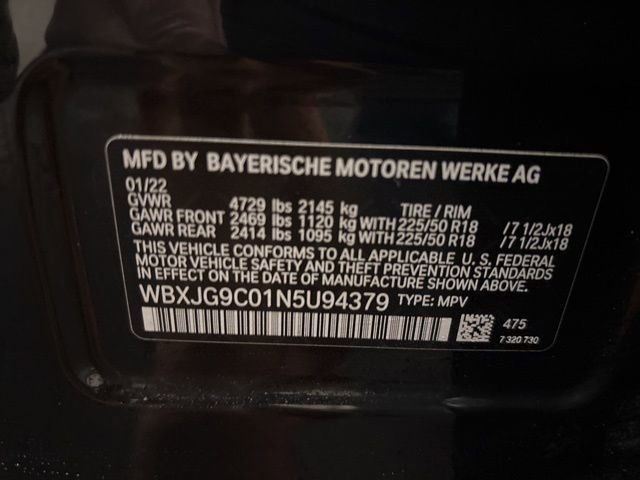 MFD BY BAYERISCHE MOTOREN WERKE AG
01/22
GVWR 4729 lbs 2145 kg TIRE / RIM
GAWR FRONT 2469 lbs 1120 kg WITH 225/50 R18 /7 1/2Jx18
GAWR REAR 2414 lbs 1095 kg WITH 225/50 R18 /7 1/2Jx18
THIS VEHICLE CONFORMS TO ALL APPLICABLE U. S. FEDERAL
MOTOR VEHICLE SAFETY AND THEFT PREVENTION STANDARDS
IN EFFECT ON THE DATE OF MANUFACTURE SHOWN ABOVE.
WBXJG9C01N5U94379 TYPE: MPV
475
7 320 730